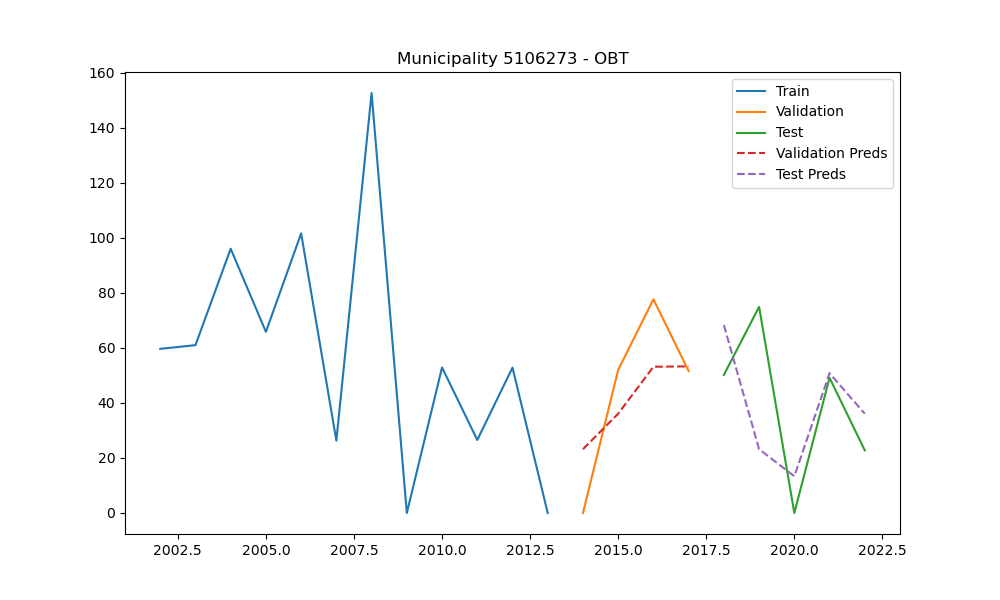 Municipality 5106273 - OBT
160
140
120
100
80
60
40
20
0
2002.5 2005.0 2007.5 2010.0 2012.5 2015.0 2017.5 2020.0 2022.5
Train
Validation
Test
Validation Preds
Test Preds